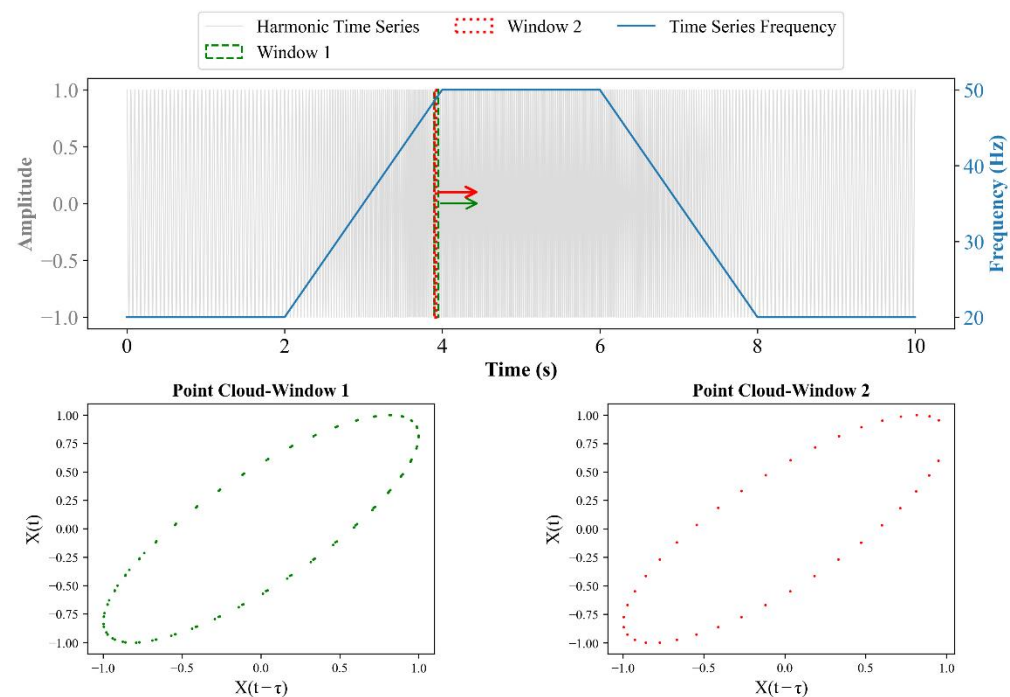 Harmonic Time Series
Window 1
Window 2
Time Series Frequency
1.0
0.5
0.0
−0.5
−1.0
Amplitude
50
40
30
20
Frequency (Hz)
0 2 4 6 8 10
Time (s)
Point Cloud-Window 1
1.00
0.75
0.50
0.25
0.00
−0.25
−0.50
−0.75
−1.00
X(t)
−1.0 −0.5 0.0 0.5 1.0
X(t−τ)
Point Cloud-Window 2
1.00
0.75
0.50
0.25
0.00
−0.25
−0.50
−0.75
−1.00
X(t)
−1.0 −0.5 0.0 0.5 1.0
X(t−τ)